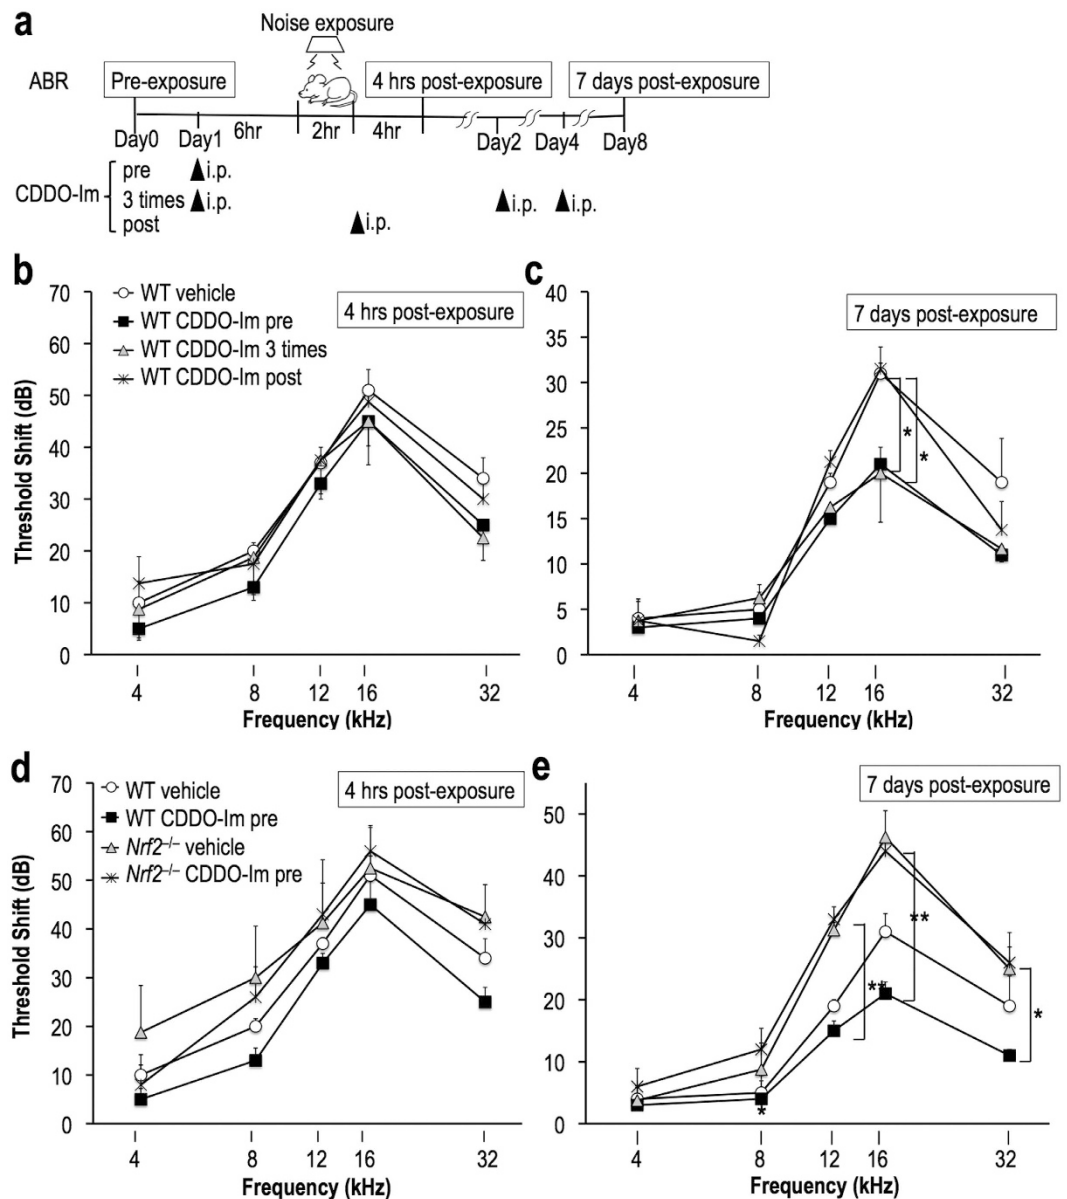 a
Noise exposure
ABR
Pre-exposure
4 hrs post-exposure
7 days post-exposure
6hr
2hr
4hr
Day0
Day1
Day2
Day4
Day8
CDDO-Im
pre
i.p.
3 times
i.p.
i.p.
i.p.
post
i.p.
b
WT vehicle
WT CDDO-Im pre
WT CDDO-Im 3 times
WT CDDO-Im post
4 hrs post-exposure
Threshold Shift (dB)
70
60
50
40
30
20
10
0
4
8
12
16
32
Frequency (kHz)
c
7 days post-exposure
40
35
30
25
20
15
10
5
0
*
*
4
8
12
16
32
Frequency (kHz)
d
WT vehicle
WT CDDO-Im pre
Nrf2–/– vehicle
Nrf2–/– CDDO-Im pre
4 hrs post-exposure
Threshold Shift (dB)
70
60
50
40
30
20
10
0
4
8
12
16
32
Frequency (kHz)
e
7 days post-exposure
50
40
30
20
10
0
**
**
*
*
4
8
12
16
32
Frequency (kHz)